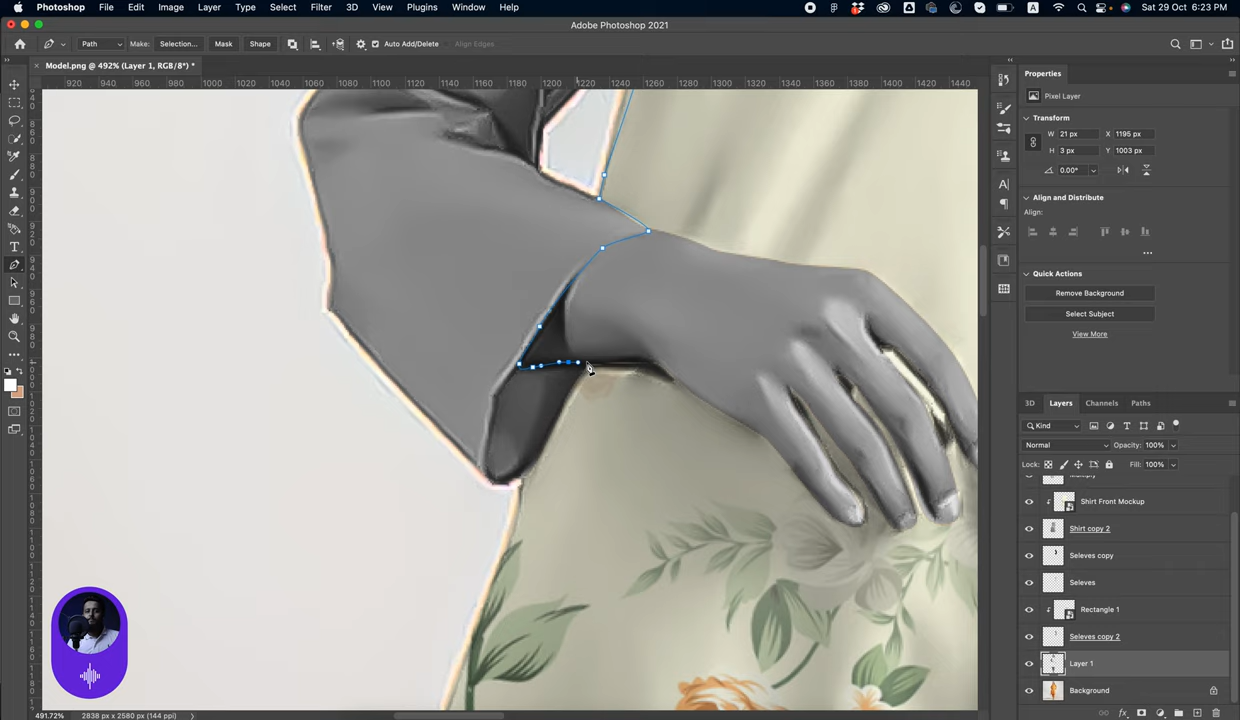 Photoshop File Edit Image Layer Type Select Filter 3D View Plugins Window Help Sat 29 Oct 6:23 PM
Adobe Photoshop 2021
Path Make: Selection... Mask Shape Auto Add/Delete Align Edges
Model.png @ 492% (Layer 1, RGB/8*) *
920 940 960 980 1000 1020 1040 1060 1080 1100 1120 1140 1160 1180 1200 1220 1240 1260 1280 1300 1320 1340 1360 1380 1400 1420 1440
Properties
Pixel Layer
Transform
W 21 px X 1195 px
H 3 px Y 1003 px
0.00°
Align and Distribute
Align:
Quick Actions
Remove Background
Select Subject
View More
3D Layers Channels Paths
Kind
Normal Opacity: 100%
Lock: Fill: 100%
Shirt Front Mockup
Shirt copy 2
Seleves copy
Seleves
Rectangle 1
Seleves copy 2
Layer 1
Background
491.72% 2838 px x 2580 px (144 ppi)